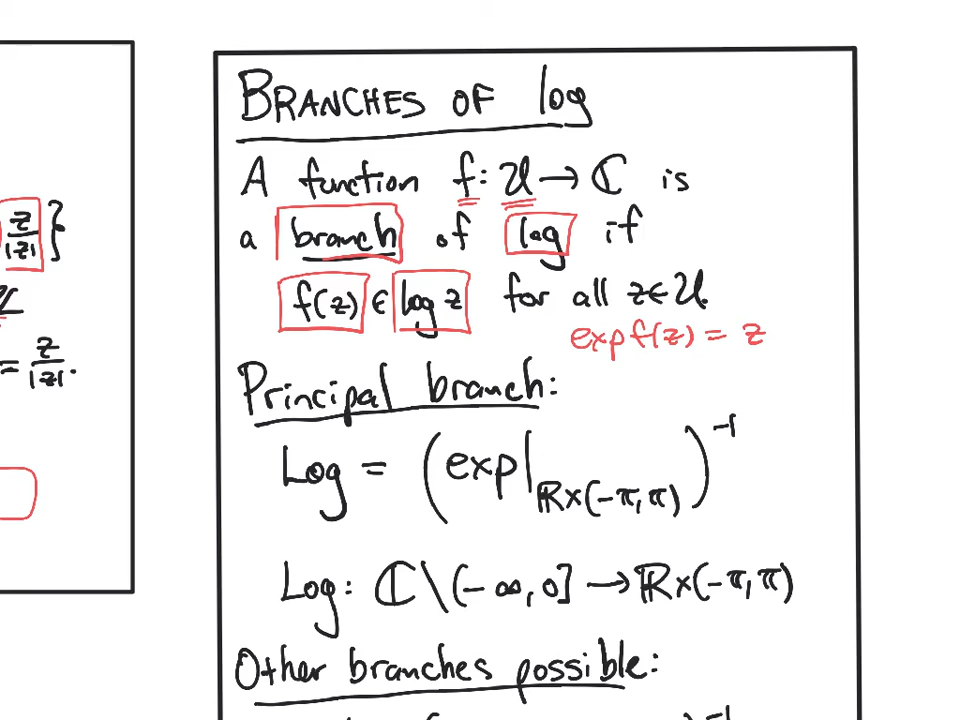 z/|z| }
= z/|z|.
BRANCHES OF log
A function f: U → ℂ is
a branch of log if
f(z) ∈ log z for all z ∈ U
exp f(z) = z
Principal branch:
Log = (exp|ℝ×(-π,π))⁻¹
Log: ℂ\(-∞,0] → ℝ×(-π,π)
Other branches possible: